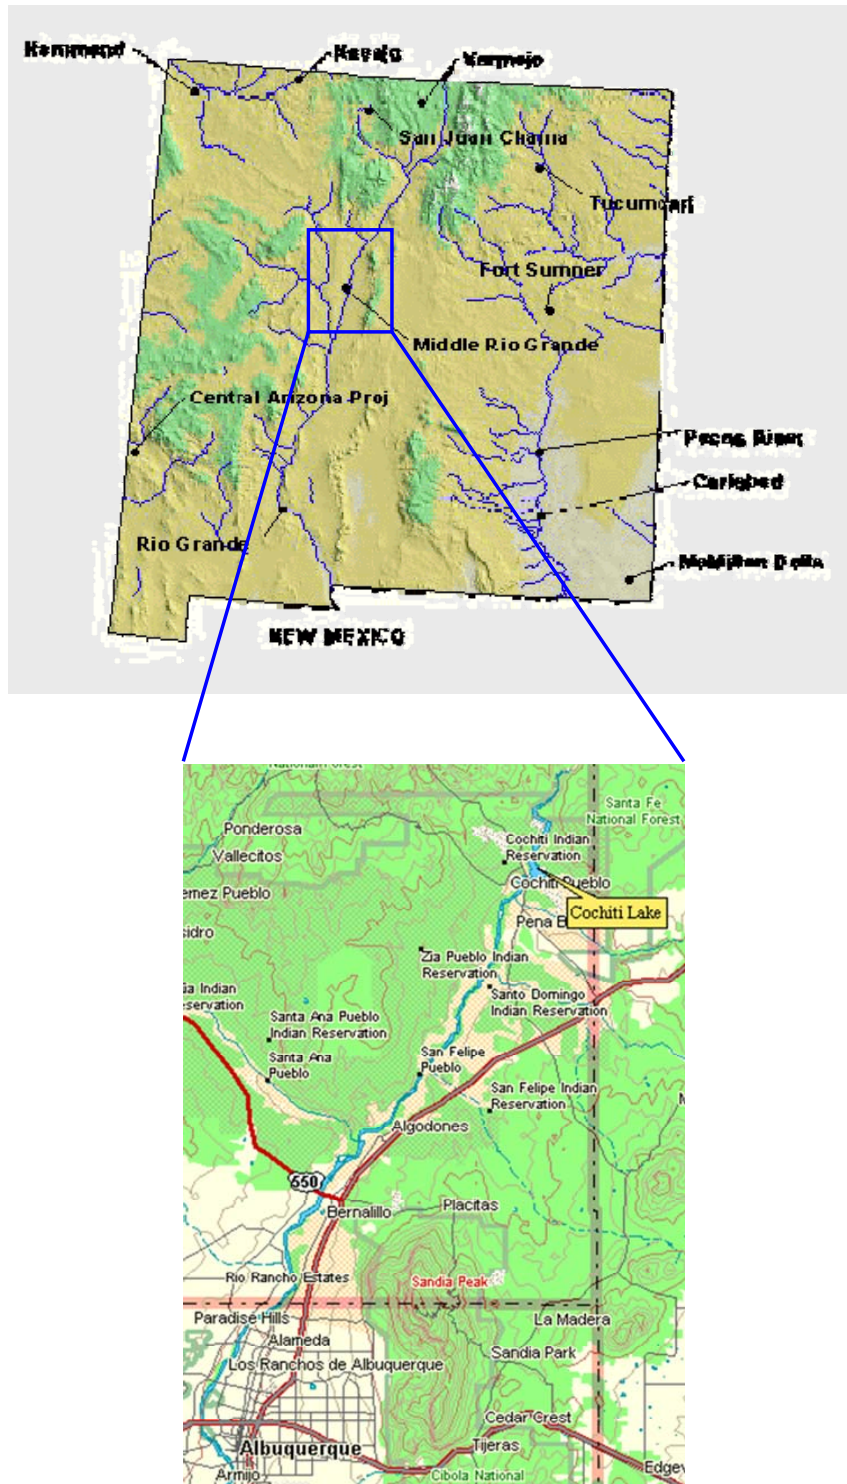 Hammond
Navajo
Vermejo
San Juan Chama
Tucumcari
Fort Sumner
Middle Rio Grande
Central Arizona Proj
Pecos River
Carlsbad
Rio Grande
McMillan Delta
NEW MEXICO
National Forest
Santa Fe
National Forest
Ponderosa
Vallecitos
Cochiti Indian
Reservation
Cochiti Pueblo
emez Pueblo
Cochiti Lake
Pena B
sidro
Zia Pueblo Indian
Reservation
ia Indian
eservation
Santo Domingo
Indian Reservation
Santa Ana Pueblo
Indian Reservation
Santa Ana
Pueblo
San Felipe
Pueblo
San Felipe Indian
Reservation
Algodones
550
Bernalillo
Placitas
Rio Rancho Estates
Sandia Peak
Paradise Hills
La Madera
Alameda
Sandia Park
Los Ranchos de Albuquerque
Cedar Crest
Albuquerque
Tijeras
Armijo
Cibola National
Edgew